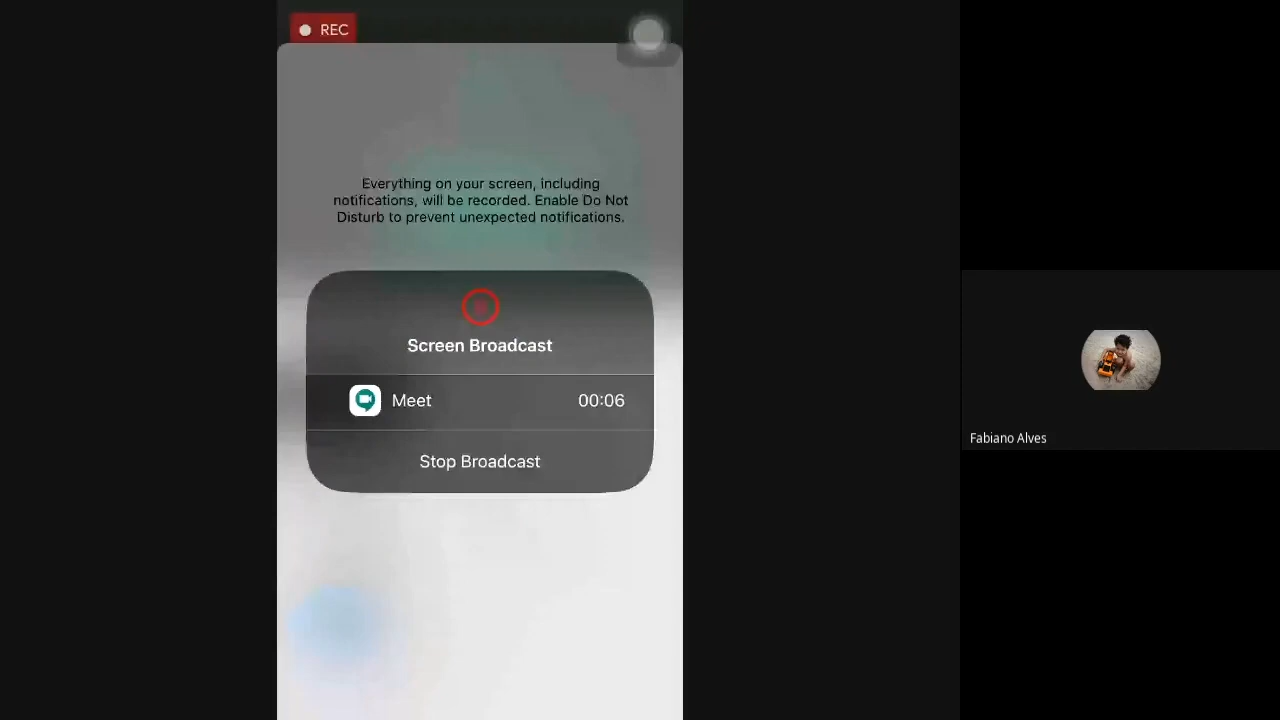 REC
Everything on your screen, including
notifications, will be recorded. Enable Do Not
Disturb to prevent unexpected notifications.
Screen Broadcast
Meet 00:06
Stop Broadcast
Fabiano Alves